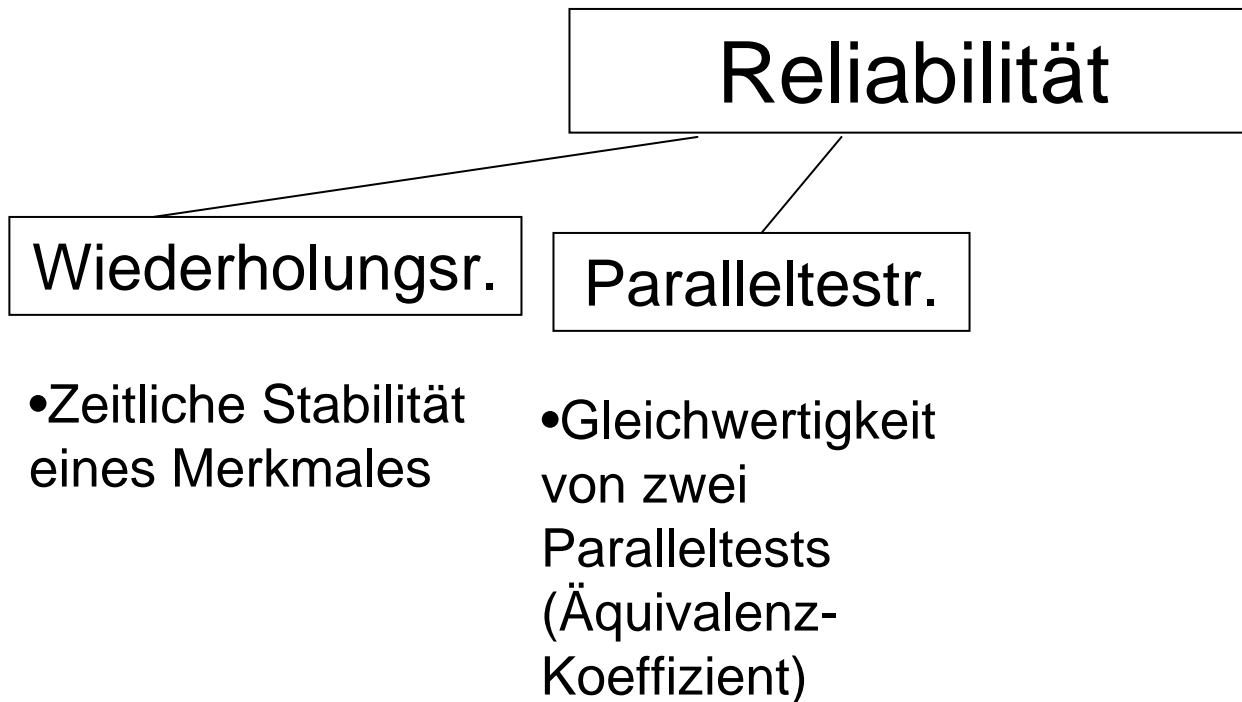 Reliabilität
Wiederholungsr.
Paralleltestr.
•Zeitliche Stabilität
eines Merkmales
•Gleichwertigkeit
von zwei
Paralleltests
(Äquivalenz-
Koeffizient)